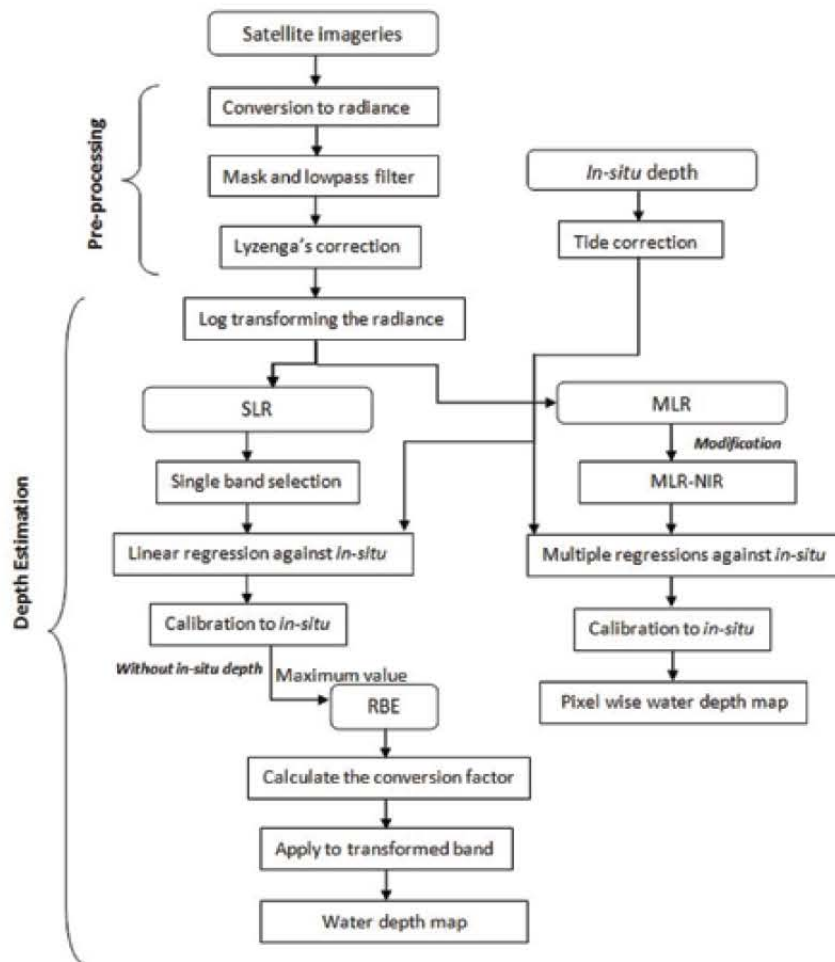 Satellite imageries
Conversion to radiance
Mask and lowpass filter
Lyzenga's correction
Pre-processing
In-situ depth
Tide correction
Log transforming the radiance
Depth Estimation
SLR
Single band selection
Linear regression against in-situ
Calibration to in-situ
Without in-situ depth
Maximum value
RBE
Calculate the conversion factor
Apply to transformed band
Water depth map
MLR
Modification
MLR-NIR
Multiple regressions against in-situ
Calibration to in-situ
Pixel wise water depth map